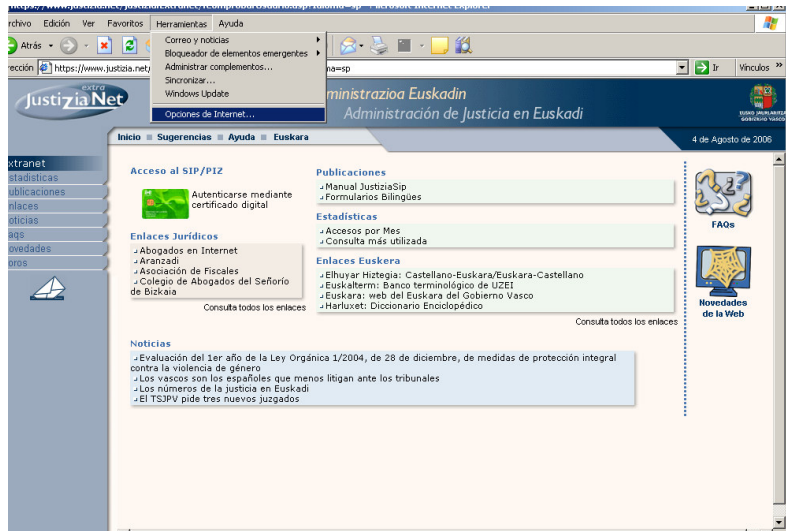 rchivo Edición Ver Favoritos Herramientas Ayuda
Atrás
Correo y noticias
Bloqueador de elementos emergentes
Administrar complementos...
Sincronizar...
Windows Update
Opciones de Internet...
ección https://www.justizia.net/ ma=sp Ir Vínculos »
extra
JustiziaNet
ministrazioa Euskadin
Administración de Justicia en Euskadi
EUSKO JAURLARITZA
GOBIERNO VASCO
Inicio Sugerencias Ayuda Euskara
4 de Agosto de 2006
xtranet
stadísticas
ublicaciones
nlaces
oticias
aqs
ovedades
oros
Acceso al SIP/PIZ
Autenticarse mediante
certificado digital
Enlaces Jurídicos
Abogados en Internet
Aranzadi
Asociación de Fiscales
Colegio de Abogados del Señorío
de Bizkaia
Consulta todos los enlaces
Publicaciones
Manual JustiziaSip
Formularios Bilingües
Estadísticas
Accesos por Mes
Consulta más utilizada
Enlaces Euskera
Elhuyar Hiztegia: Castellano-Euskara/Euskara-Castellano
Euskalterm: Banco terminológico de UZEI
Euskara: web del Euskara del Gobierno Vasco
Harluxet: Diccionario Enciclopédico
Consulta todos los enlaces
FAQs
Novedades
de la Web
Noticias
Evaluación del 1er año de la Ley Orgánica 1/2004, de 28 de diciembre, de medidas de protección integral
contra la violencia de género
Los vascos son los españoles que menos litigan ante los tribunales
Los números de la justicia en Euskadi
El TSJPV pide tres nuevos juzgados